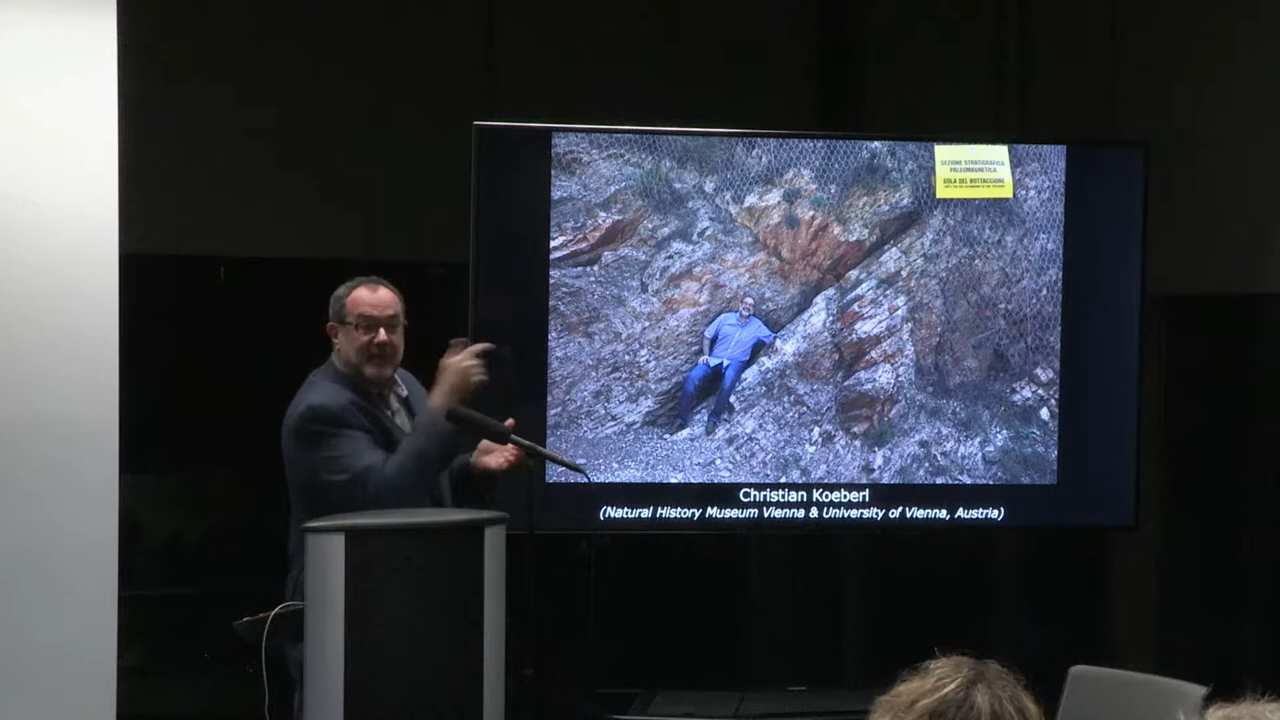 SEZIONE STRATIGRAFICA
PALEOMAGNETICA
GOLA DEL BOTTACCIONE
Christian Koeberl
(Natural History Museum Vienna & University of Vienna, Austria)